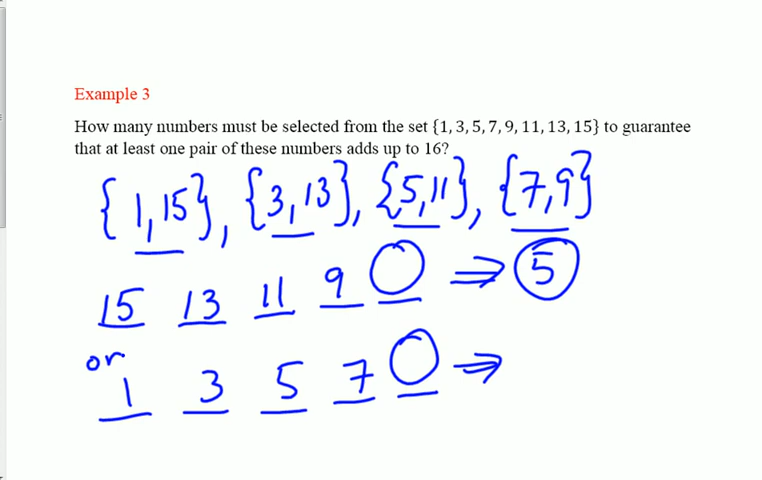 Example 3
How many numbers must be selected from the set {1, 3, 5, 7, 9, 11, 13, 15} to guarantee
that at least one pair of these numbers adds up to 16?
{1,15}, {3,13}, {5,11}, {7,9}
15 13 11 9 ⇒ 5
or
1 3 5 7 ⇒